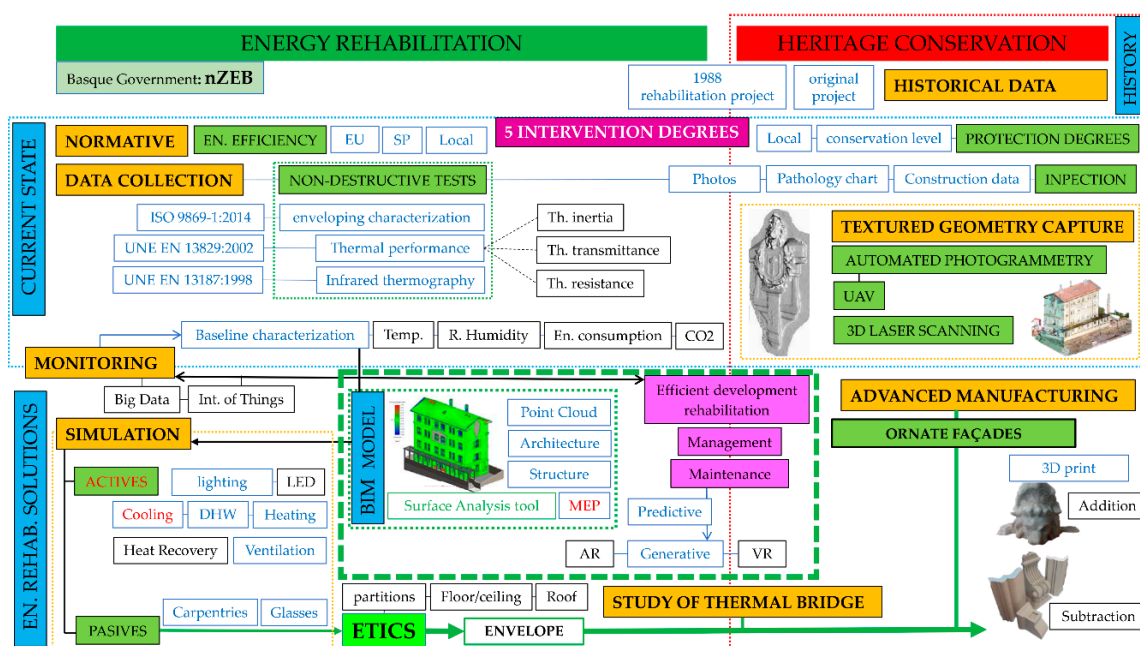 ENERGY REHABILITATION
HERITAGE CONSERVATION
HISTORY
Basque Government: nZEB
1988
rehabilitation project
original
project
HISTORICAL DATA
CURRENT STATE
NORMATIVE
EN. EFFICIENCY
EU
SP
Local
5 INTERVENTION DEGREES
Local
conservation level
PROTECTION DEGREES
DATA COLLECTION
NON-DESTRUCTIVE TESTS
Photos
Pathology chart
Construction data
INPECTION
ISO 9869-1:2014
enveloping characterization
Th. inertia
UNE EN 13829:2002
Thermal performance
Th. transmittance
UNE EN 13187:1998
Infrared thermography
Th. resistance
TEXTURED GEOMETRY CAPTURE
AUTOMATED PHOTOGRAMMETRY
UAV
3D LASER SCANNING
Baseline characterization
Temp.
R. Humidity
En. consumption
CO2
MONITORING
Big Data
Int. of Things
EN. REHAB. SOLUTIONS
SIMULATION
BIM MODEL
Point Cloud
Architecture
Structure
Surface Analysis tool
MEP
Efficient development
rehabilitation
Management
Maintenance
Predictive
AR
Generative
VR
ADVANCED MANUFACTURING
ORNATE FAÇADES
3D print
Addition
Subtraction
ACTIVES
lighting
LED
Cooling
DHW
Heating
Heat Recovery
Ventilation
partitions
Floor/ceiling
Roof
STUDY OF THERMAL BRIDGE
Carpentries
Glasses
PASIVES
ETICS
ENVELOPE